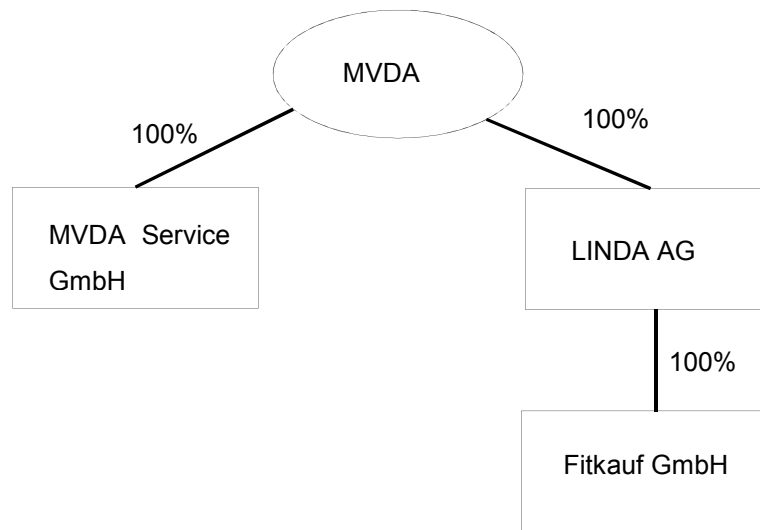 MVDA
100%
100%
MVDA Service
GmbH
LINDA AG
100%
Fitkauf GmbH